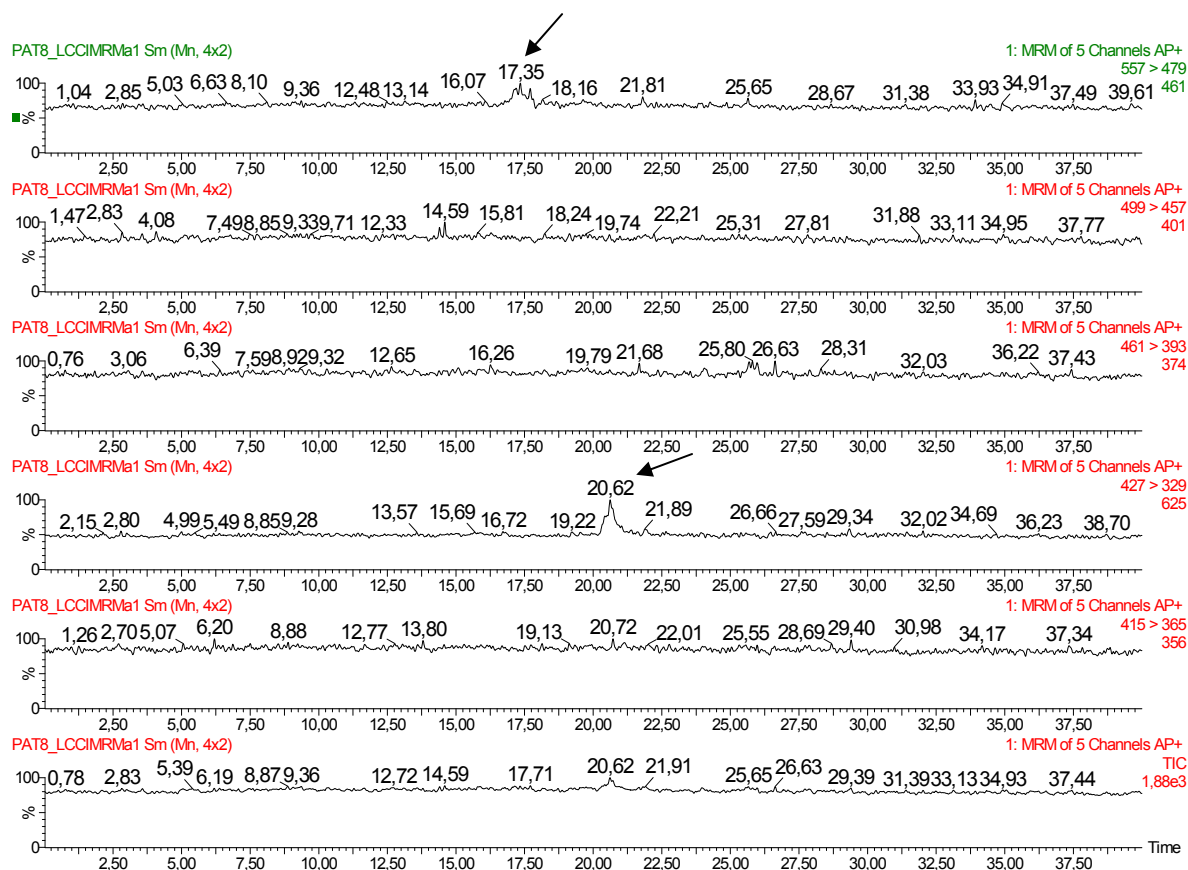 PAT8_LCCIMRMa1 Sm (Mn, 4x2) 1: MRM of 5 Channels AP+
557 > 479
461
100
%
0
1,04 2,85 5,03 6,63 8,10 9,36 12,48 13,14 16,07 17,35 18,16 21,81 25,65 28,67 31,38 33,93 34,91 37,49 39,61
2,50 5,00 7,50 10,00 12,50 15,00 17,50 20,00 22,50 25,00 27,50 30,00 32,50 35,00 37,50
PAT8_LCCIMRMa1 Sm (Mn, 4x2) 1: MRM of 5 Channels AP+
499 > 457
401
100
%
0
1,47 2,83 4,08 7,49 8,85 9,33 9,71 12,33 14,59 15,81 18,24 19,74 22,21 25,31 27,81 31,88 33,11 34,95 37,77
2,50 5,00 7,50 10,00 12,50 15,00 17,50 20,00 22,50 25,00 27,50 30,00 32,50 35,00 37,50
PAT8_LCCIMRMa1 Sm (Mn, 4x2) 1: MRM of 5 Channels AP+
461 > 393
374
100
%
0
0,76 3,06 6,39 7,59 8,92 9,32 12,65 16,26 19,79 21,68 25,80 26,63 28,31 32,03 36,22 37,43
2,50 5,00 7,50 10,00 12,50 15,00 17,50 20,00 22,50 25,00 27,50 30,00 32,50 35,00 37,50
PAT8_LCCIMRMa1 Sm (Mn, 4x2) 1: MRM of 5 Channels AP+
427 > 329
625
100
%
0
2,15 2,80 4,99 5,49 8,85 9,28 13,57 15,69 16,72 19,22 20,62 21,89 26,66 27,59 29,34 32,02 34,69 36,23 38,70
2,50 5,00 7,50 10,00 12,50 15,00 17,50 20,00 22,50 25,00 27,50 30,00 32,50 35,00 37,50
PAT8_LCCIMRMa1 Sm (Mn, 4x2) 1: MRM of 5 Channels AP+
415 > 365
356
100
%
0
1,26 2,70 5,07 6,20 8,88 12,77 13,80 19,13 20,72 22,01 25,55 28,69 29,40 30,98 34,17 37,34
2,50 5,00 7,50 10,00 12,50 15,00 17,50 20,00 22,50 25,00 27,50 30,00 32,50 35,00 37,50
PAT8_LCCIMRMa1 Sm (Mn, 4x2) 1: MRM of 5 Channels AP+
TIC
1,88e3
100
%
0
0,78 2,83 5,39 6,19 8,87 9,36 12,72 14,59 17,71 20,62 21,91 25,65 26,63 29,39 31,39 33,13 34,93 37,44
Time
2,50 5,00 7,50 10,00 12,50 15,00 17,50 20,00 22,50 25,00 27,50 30,00 32,50 35,00 37,50